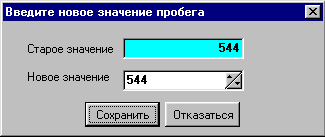 Введите новое значение пробега
Старое значение 544
Новое значение 544
Сохранить Отказаться